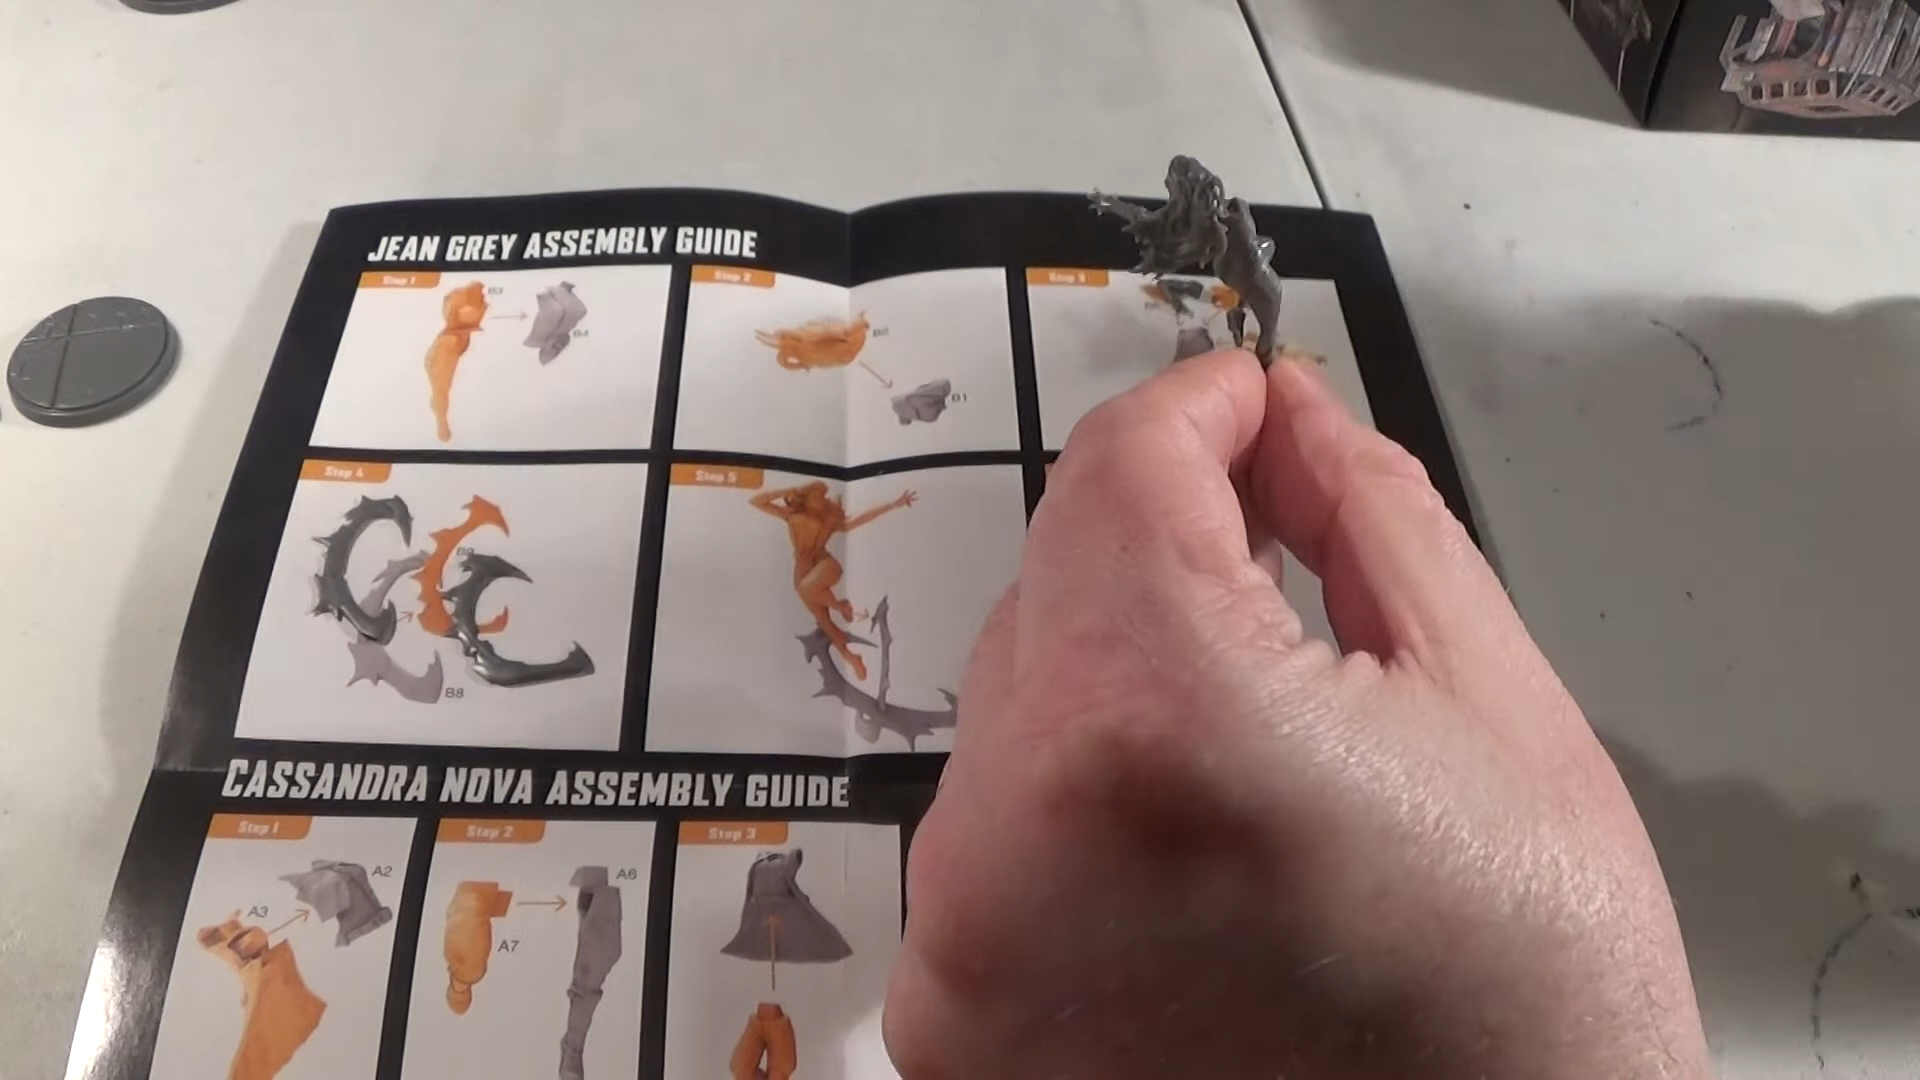 JEAN GREY ASSEMBLY GUIDE
Step 1
Step 2
Step 3
B3
B4
B2
B1
Step 4
Step 5
B9
B8
CASSANDRA NOVA ASSEMBLY GUIDE
Step 1
Step 2
Step 3
A2
A3
A6
A7